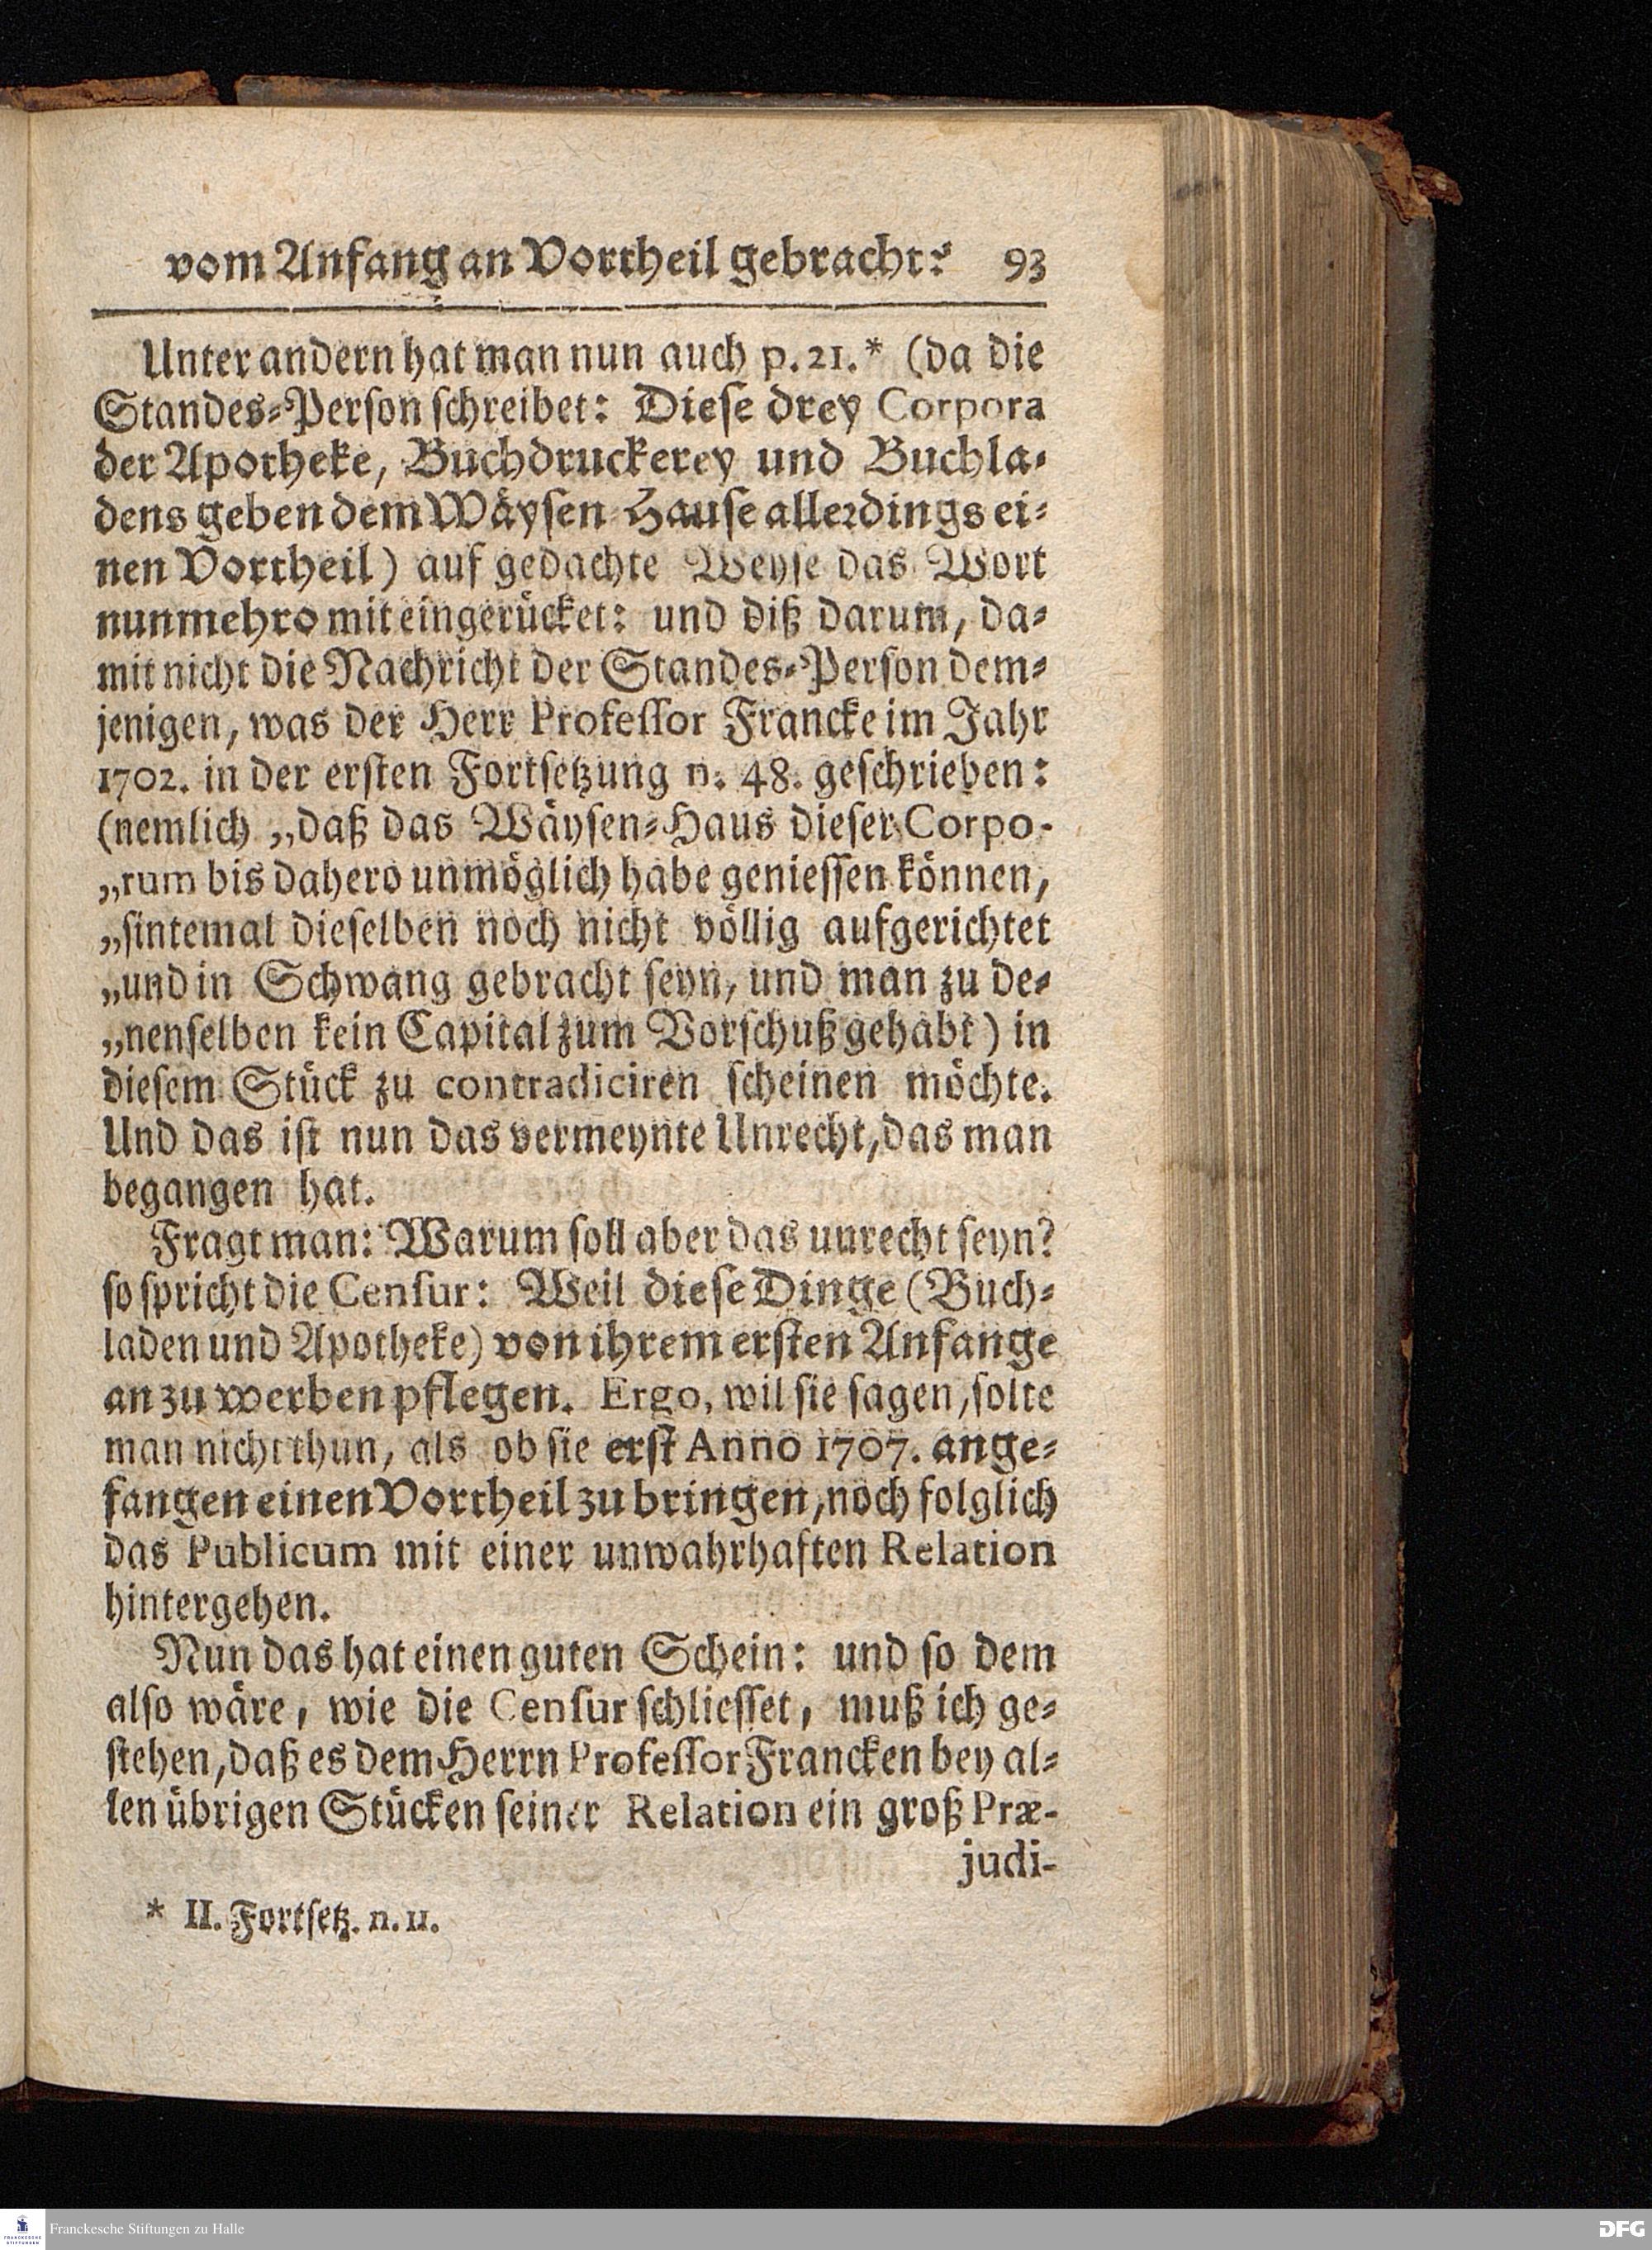 vom Anfang an Vortheil gebracht? 93
Unter andern hat man nun auch p. 21.* (da die
Standes-Person schreibet: Diese drey Corpora
der Apotheke, Buchdruckerey und Buchla-
dens geben dem Wäysen-Hause allerdings ei-
nen Vortheil) auf gedachte Weyse das Wort
nunmehro mit eingerücket: und diß darum, da-
mit nicht die Nachricht der Standes-Person dem-
jenigen, was der Herr Professor Francke im Jahr
1702. in der ersten Fortsetzung n. 48. geschrieben:
(nemlich „daß das Wäysen-Haus dieser Corpo-
„rum bis dahero unmöglich habe geniessen können,
„sintemal dieselben noch nicht völlig aufgerichtet
„und in Schwang gebracht seyn, und man zu de-
„nenselben kein Capital zum Vorschuß gehabt) in
diesem Stück zu contradiciren scheinen möchte.
Und das ist nun das vermeynte Unrecht, das man
begangen hat.
Fragt man: Warum soll aber das unrecht seyn?
so spricht die Censur: Weil diese Dinge (Buch-
laden und Apotheke) von ihrem ersten Anfange
an zu werben pflegen. Ergo, wil sie sagen, solte
man nicht thun, als ob sie erst Anno 1707. ange-
fangen einen Vortheil zu bringen, noch folglich
das Publicum mit einer unwahrhaften Relation
hintergehen.
Nun das hat einen guten Schein: und so dem
also wäre, wie die Censur schliesset, muß ich ge-
stehen, daß es dem Herrn Professor Francken bey al-
len übrigen Stücken seiner Relation ein groß Præ-
judi-
* II. Fortsetz. n. 11.
FRANCKESCHE
STIFTUNGEN
Franckesche Stiftungen zu Halle
DFG